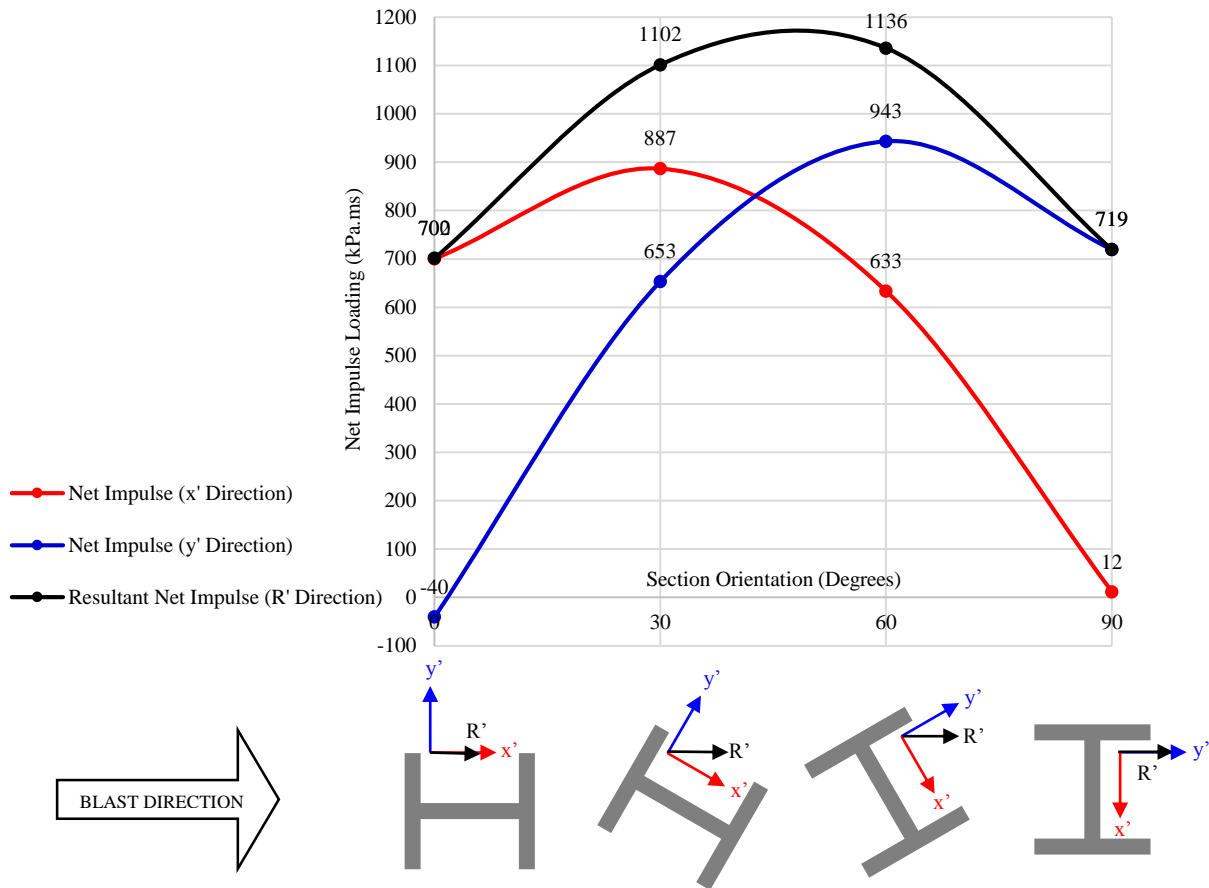 1200
1100
1000
900
800
700
600
500
400
300
200
100
0
-100
Net Impulse Loading (kPa.ms)
1102
1136
943
887
719
653
633
12
-40
Section Orientation (Degrees)
0
30
60
90
Net Impulse (x' Direction)
Net Impulse (y' Direction)
Resultant Net Impulse (R' Direction)
BLAST DIRECTION
y’
R’
x’
y’
R’
x’
y’
R’
x’
y’
R’
x’